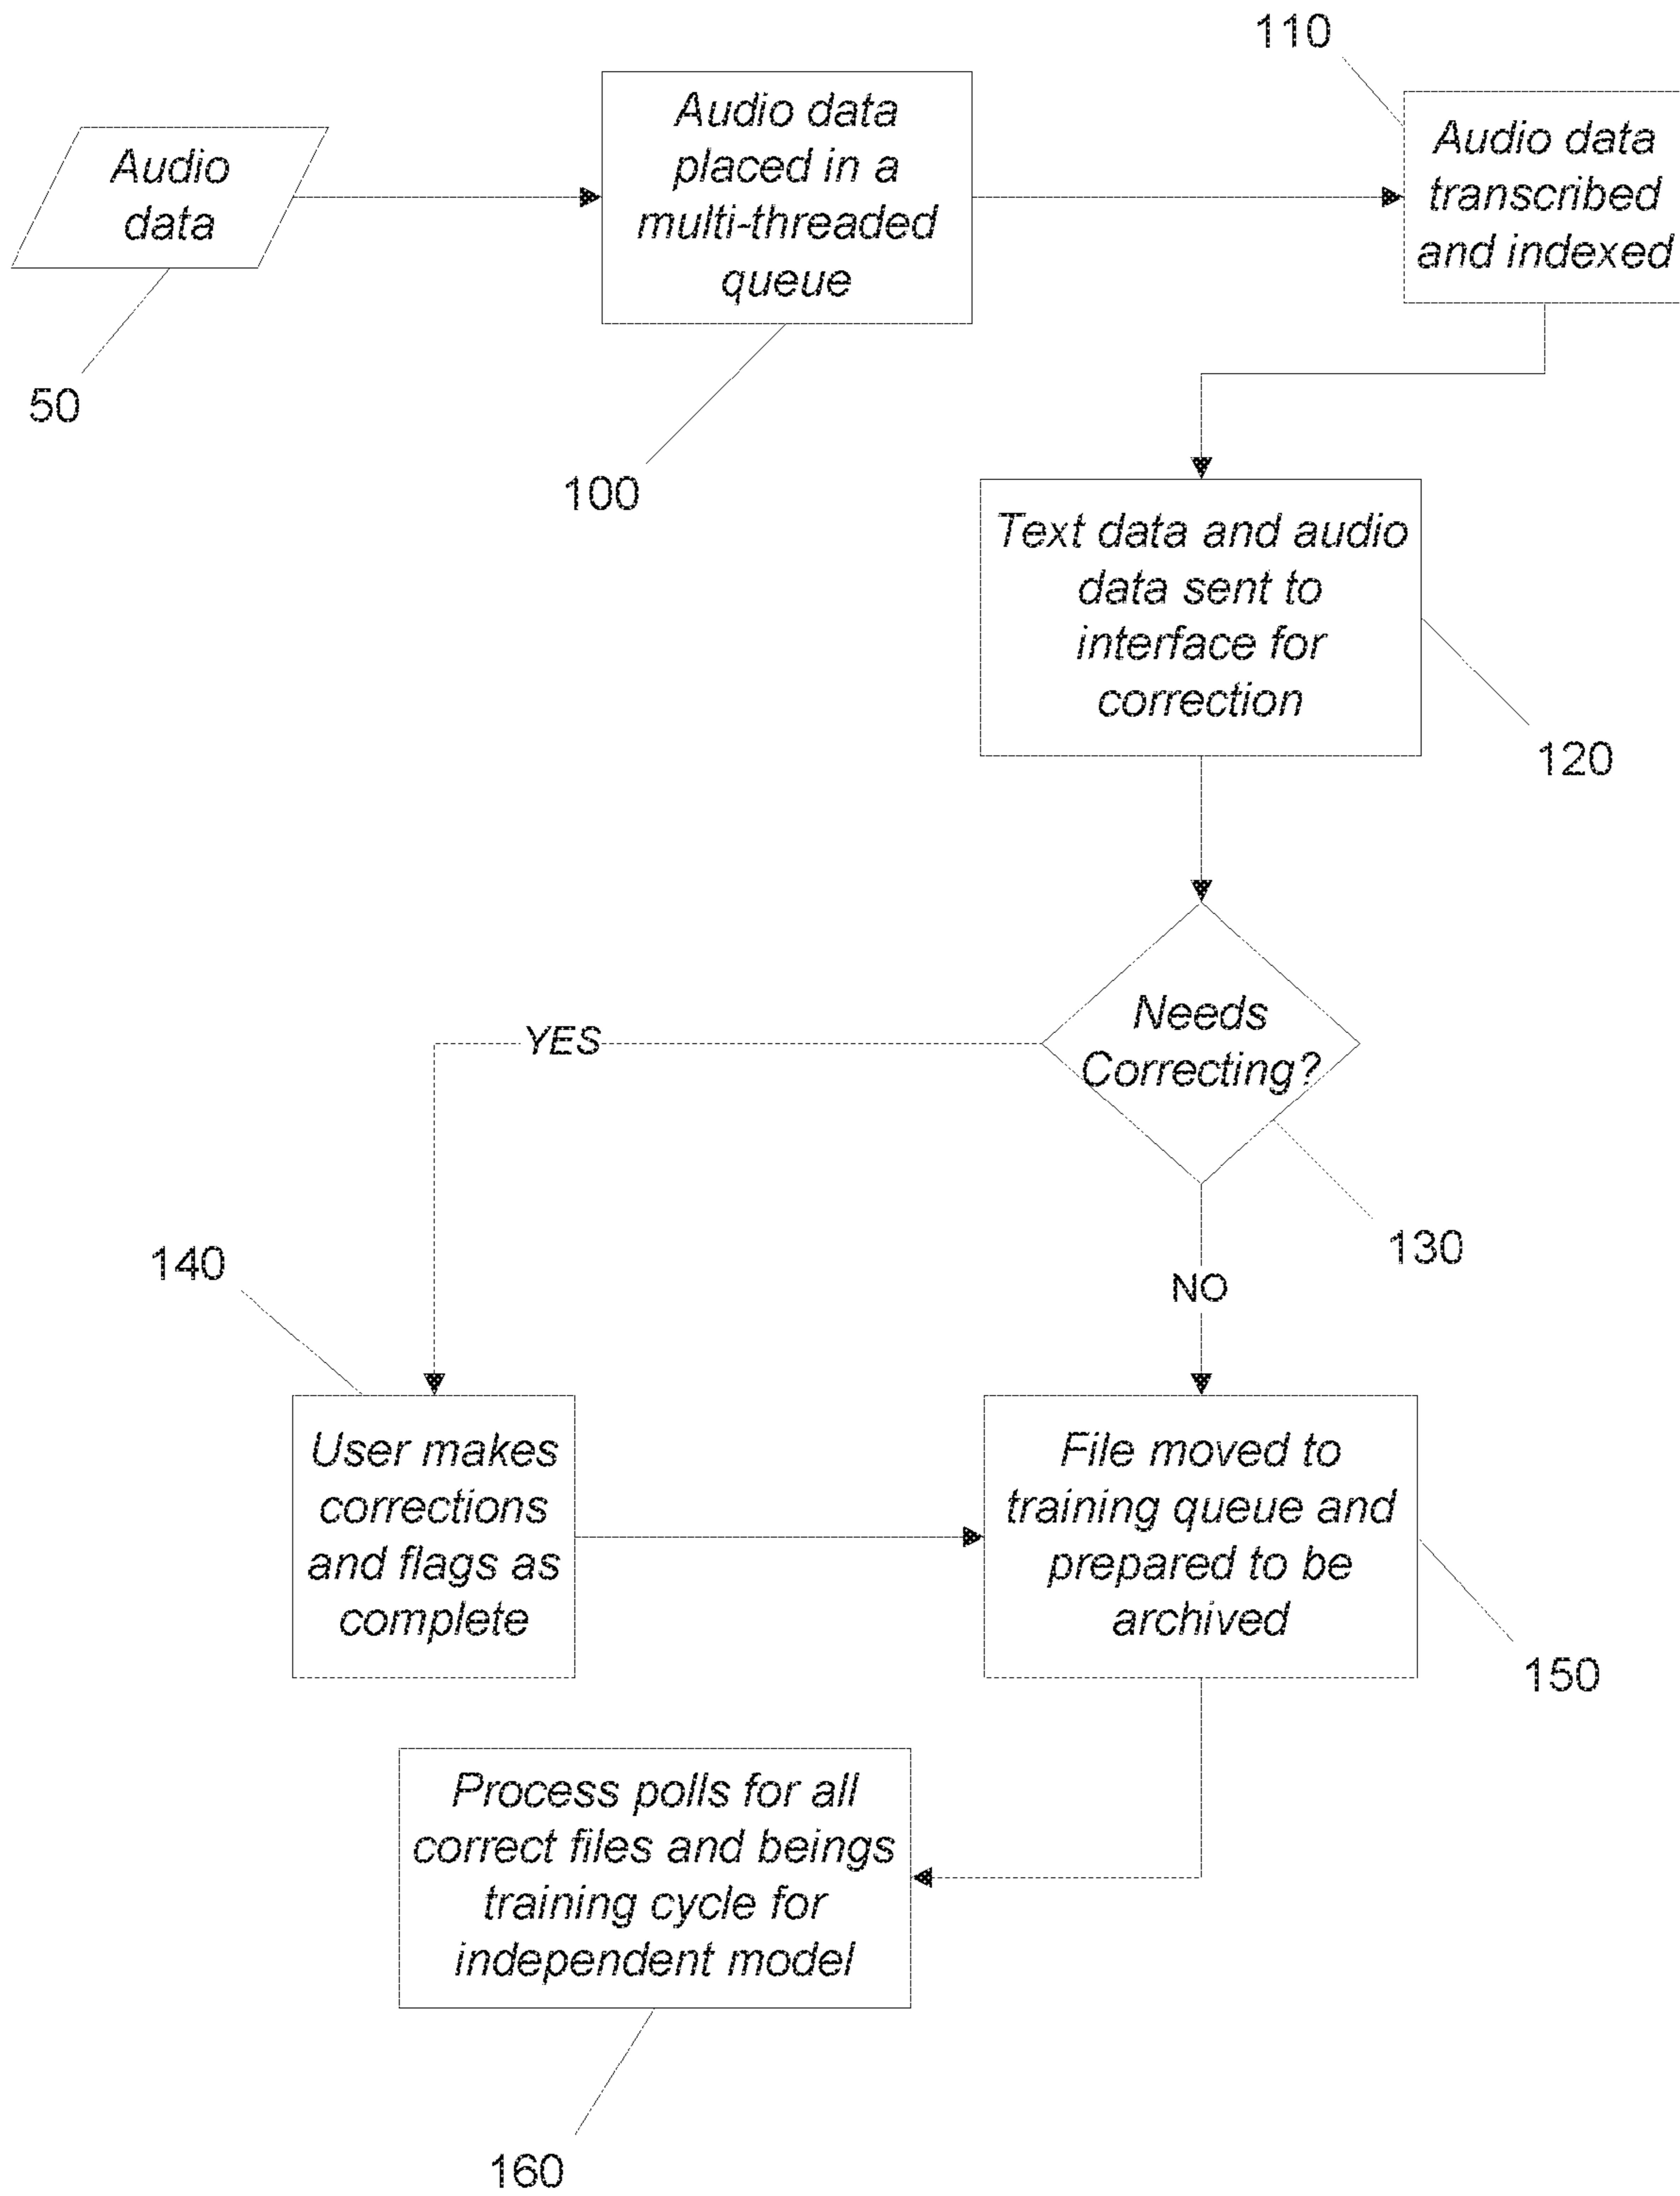 110
Audio
data
Audio data
placed in a
multi-threaded
queue
Audio data
transcribed
and indexed
50
100
Text data and audio
data sent to
interface for
correction
120
Needs
Correcting?
YES
130
NO
140
User makes
corrections
and flags as
complete
File moved to
training queue and
prepared to be
archived
150
Process polls for all
correct files and beings
training cycle for
independent model
160